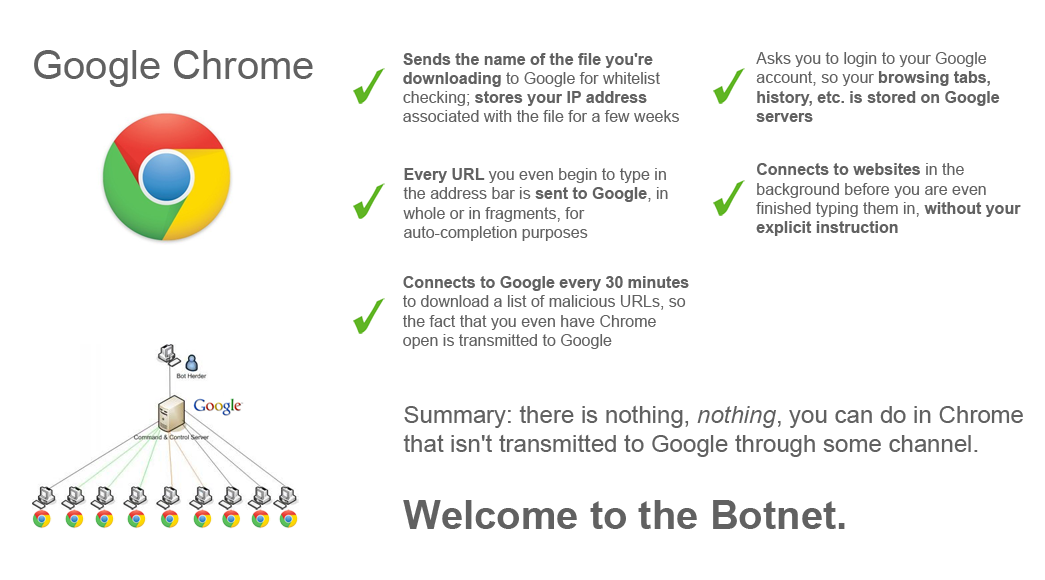 Google Chrome
Sends the name of the file you're
downloading to Google for whitelist
checking; stores your IP address
associated with the file for a few weeks
Every URL you even begin to type in
the address bar is sent to Google, in
whole or in fragments, for
auto-completion purposes
Connects to Google every 30 minutes
to download a list of malicious URLs, so
the fact that you even have Chrome
open is transmitted to Google
Asks you to login to your Google
account, so your browsing tabs,
history, etc. is stored on Google
servers
Connects to websites in the
background before you are even
finished typing them in, without your
explicit instruction
Bot Herder
Google
Command & Control Server
Summary: there is nothing, nothing, you can do in Chrome
that isn't transmitted to Google through some channel.
Welcome to the Botnet.